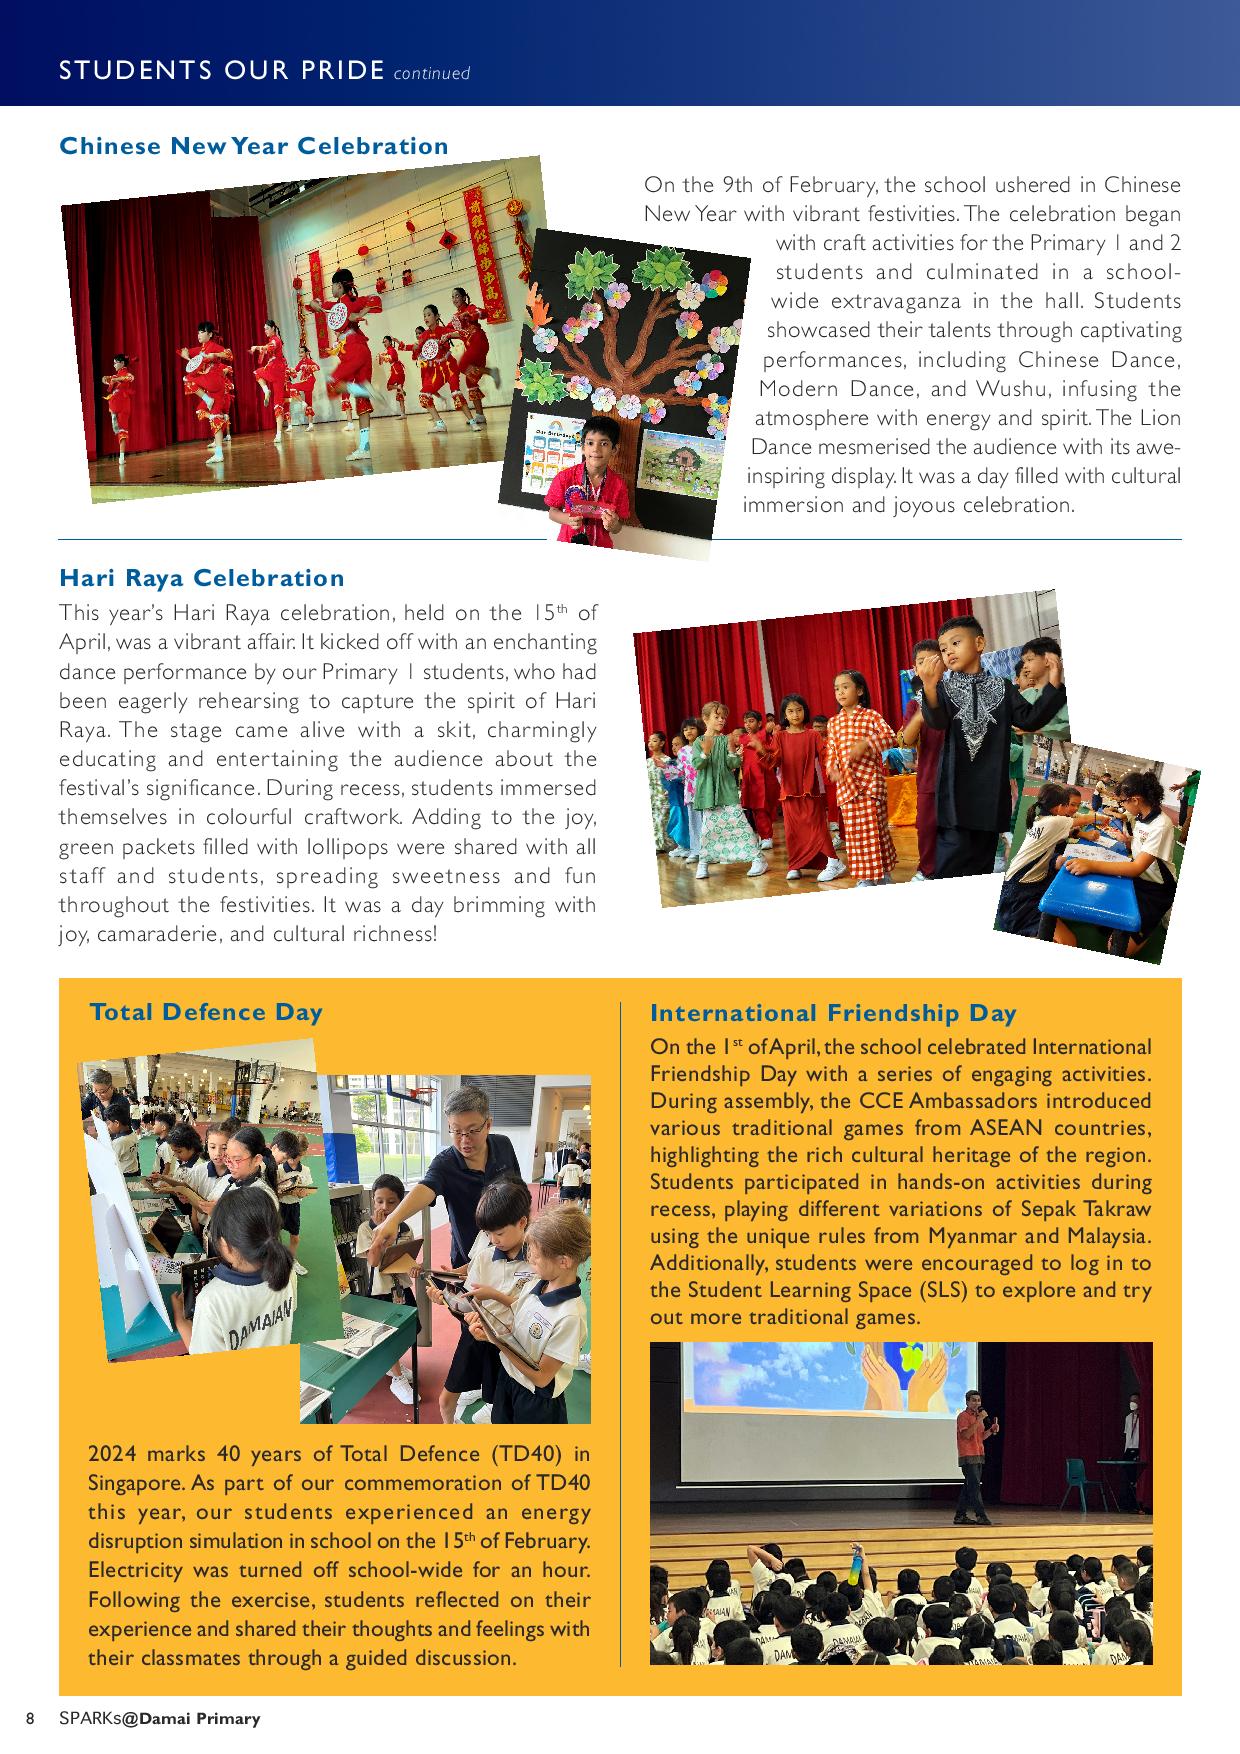 STUDENTS OUR PRIDE continued
Chinese New Year Celebration
On the 9th of February, the school ushered in Chinese
New Year with vibrant festivities. The celebration began
with craft activities for the Primary 1 and 2
students and culminated in a school-
wide extravaganza in the hall. Students
showcased their talents through captivating
performances, including Chinese Dance,
Modern Dance, and Wushu, infusing the
atmosphere with energy and spirit. The Lion
Dance mesmerised the audience with its awe-
inspiring display. It was a day filled with cultural
immersion and joyous celebration.
Our Birthdays
Hari Raya Celebration
This year’s Hari Raya celebration, held on the 15th of
April, was a vibrant affair. It kicked off with an enchanting
dance performance by our Primary 1 students, who had
been eagerly rehearsing to capture the spirit of Hari
Raya. The stage came alive with a skit, charmingly
educating and entertaining the audience about the
festival’s significance. During recess, students immersed
themselves in colourful craftwork. Adding to the joy,
green packets filled with lollipops were shared with all
staff and students, spreading sweetness and fun
throughout the festivities. It was a day brimming with
joy, camaraderie, and cultural richness!
Total Defence Day
DAMAIAN
2024 marks 40 years of Total Defence (TD40) in
Singapore. As part of our commemoration of TD40
this year, our students experienced an energy
disruption simulation in school on the 15th of February.
Electricity was turned off school-wide for an hour.
Following the exercise, students reflected on their
experience and shared their thoughts and feelings with
their classmates through a guided discussion.
International Friendship Day
On the 1st of April, the school celebrated International
Friendship Day with a series of engaging activities.
During assembly, the CCE Ambassadors introduced
various traditional games from ASEAN countries,
highlighting the rich cultural heritage of the region.
Students participated in hands-on activities during
recess, playing different variations of Sepak Takraw
using the unique rules from Myanmar and Malaysia.
Additionally, students were encouraged to log in to
the Student Learning Space (SLS) to explore and try
out more traditional games.
DAMAIAN
8 SPARKs@Damai Primary